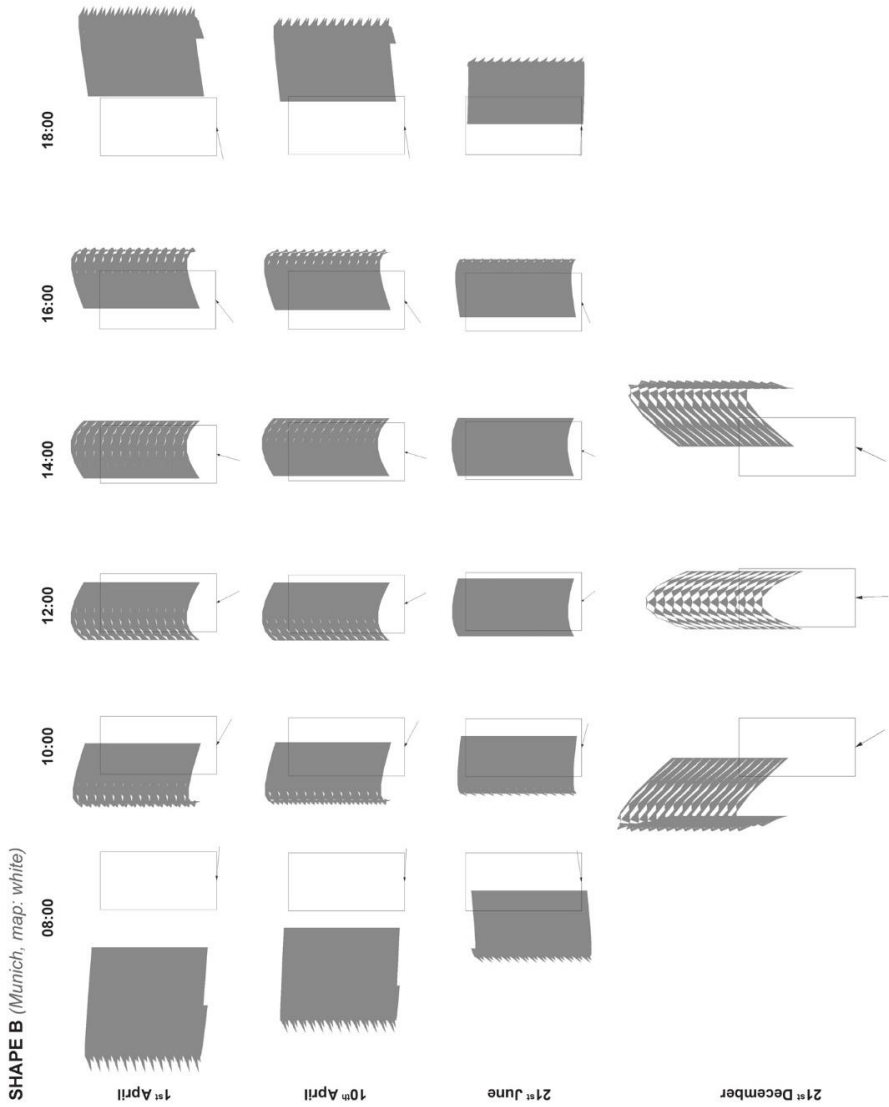 SHAPE B (Munich, map: white)
08:00
10:00
12:00
14:00
16:00
18:00
1st April
10th April
21st June
21st December